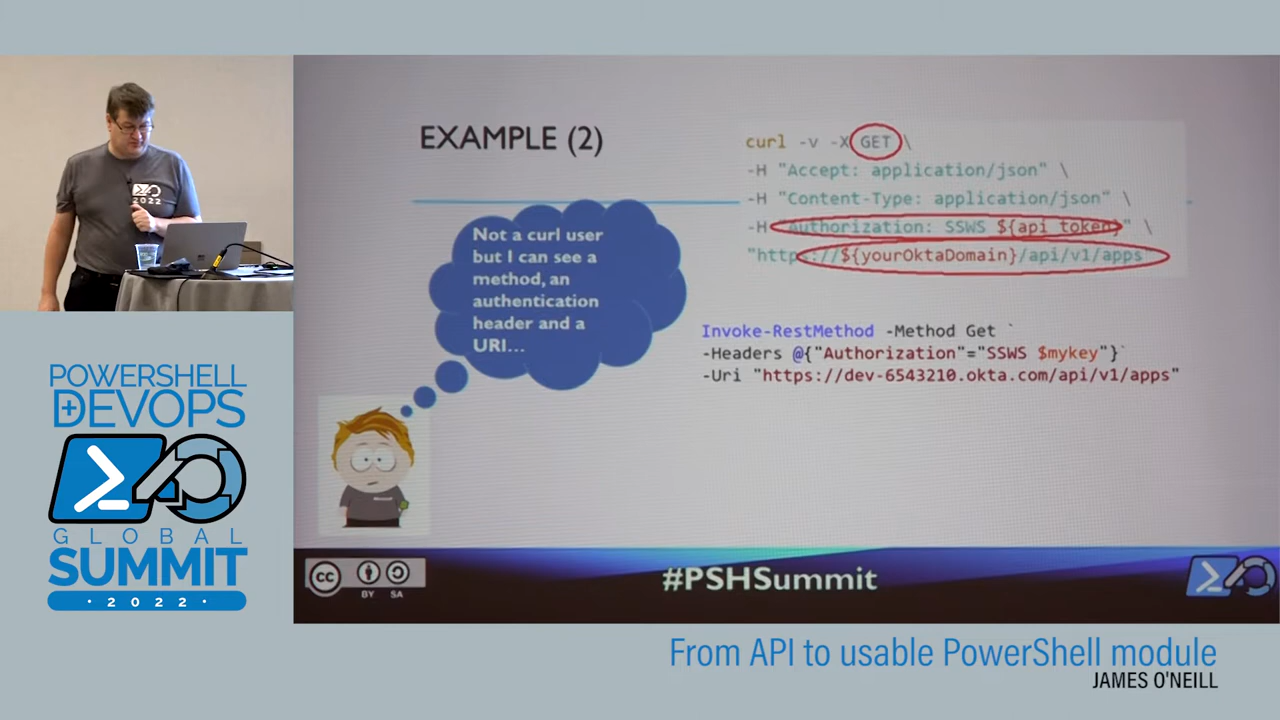 2022
POWERSHELL
DEVOPS
GLOBAL
SUMMIT
· 2022 ·
EXAMPLE (2)
curl -v -X GET \
-H "Accept: application/json" \
-H "Content-Type: application/json" \
-H "Authorization: SSWS ${api_token}" \
"https://${yourOktaDomain}/api/v1/apps
Not a curl user
but I can see a
method, an
authentication
header and a
URI...
Invoke-RestMethod -Method Get `
-Headers @{"Authorization"="SSWS $mykey"}`
-Uri "https://dev-6543210.okta.com/api/v1/apps"
cc
BY SA
#PSHSummit
From API to usable PowerShell module
JAMES O'NEILL